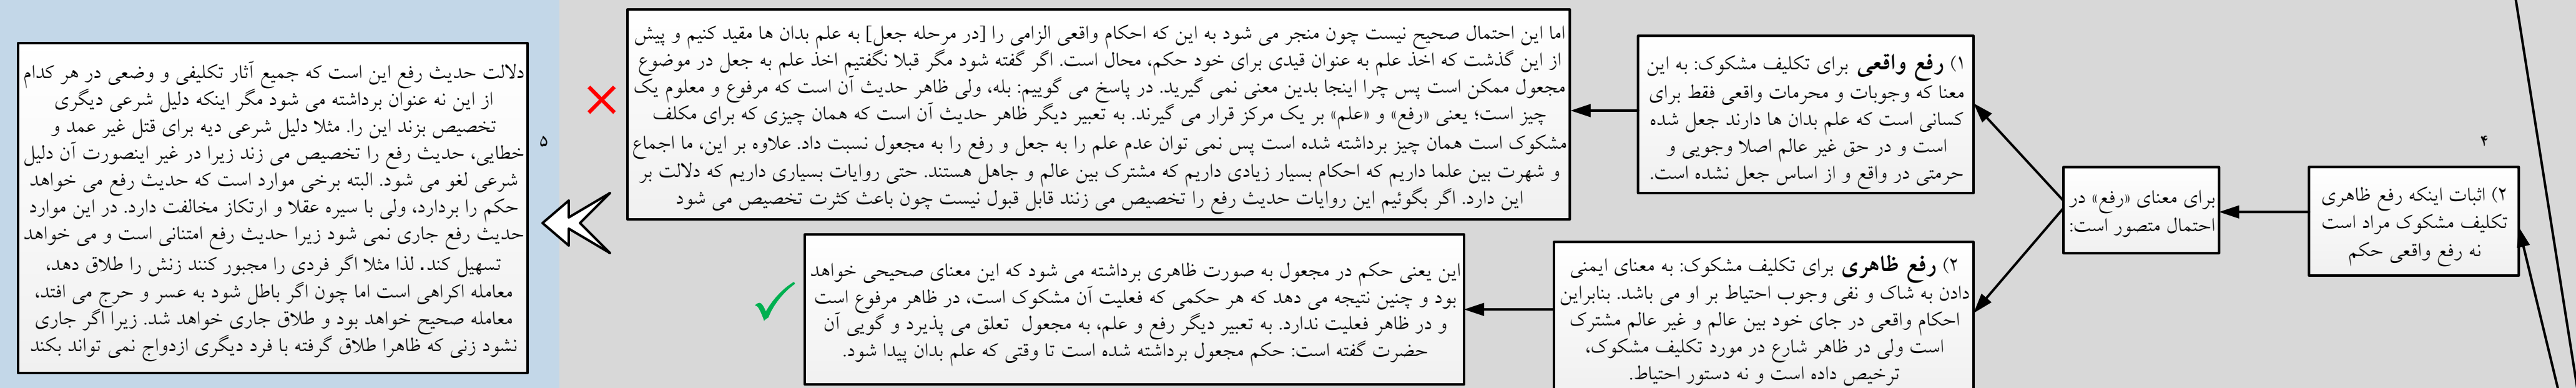 ۴
۲) اثبات اینکه رفع ظاهری
تکلیف مشکوک مراد است
نه رفع واقعی حکم
برای معنای «رفع» در
احتمال متصور است:
۱) رفع واقعی برای تکلیف مشکوک: به این
معنا که وجوبات و محرمات واقعی فقط برای
کسانی است که علم بدان ها دارند جعل شده
است و در حق غیر عالم اصلا وجوبی و
حرمتی در واقع و از اساس جعل نشده است.
اما این احتمال صحیح نیست چون منجر می شود به این که احکام واقعی الزامی را [در مرحله جعل] به علم بدان ها مقید کنیم و پیش
از این گذشت که اخذ علم به عنوان قیدی برای خود حکم، محال است. اگر گفته شود مگر قبلا نگفتیم اخذ علم به جعل در موضوع
مجعول ممکن است پس چرا اینجا بدین معنی نمی گیرید. در پاسخ می گوییم: بله، ولی ظاهر حدیث آن است که مرفوع و معلوم یک
چیز است؛ یعنی «رفع» و «علم» بر یک مرکز قرار می گیرند. به تعبیر دیگر ظاهر حدیث آن است که همان چیزی که برای مکلف
مشکوک است همان چیز برداشته شده است پس نمی توان عدم علم را به جعل و رفع را به مجعول نسبت داد. علاوه بر این، ما اجماع
و شهرت بین علما داریم که احکام بسیار زیادی داریم که مشترک بین عالم و جاهل هستند. حتی روایات بسیاری داریم که دلالت بر
این دارد. اگر بگوئیم این روایات حدیث رفع را تخصیص می زنند قابل قبول نیست چون باعث کثرت تخصیص می شود
۲) رفع ظاهری برای تکلیف مشکوک: به معنای ایمنی
دادن به شاک و نفی وجوب احتیاط بر او می باشد. بنابراین
احکام واقعی در جای خود بین عالم و غیر عالم مشترک
است ولی در ظاهر شارع در مورد تکلیف مشکوک،
ترخیص داده است و نه دستور احتیاط.
این یعنی حکم در مجعول به صورت ظاهری برداشته می شود که این معنای صحیحی خواهد
بود و چنین نتیجه می دهد که هر حکمی که فعلیت آن مشکوک است، در ظاهر مرفوع است
و در ظاهر فعلیت ندارد. به تعبیر دیگر رفع و علم، به مجعول تعلق می پذیرد و گویی آن
حضرت گفته است: حکم مجعول برداشته شده است تا وقتی که علم بدان پیدا شود.
۵
دلالت حدیث رفع این است که جمیع آثار تکلیفی و وضعی در هر کدام
از این نه عنوان برداشته می شود مگر اینکه دلیل شرعی دیگری
تخصیص بزند این را. مثلا دلیل شرعی دیه برای قتل غیر عمد و
خطایی، حدیث رفع را تخصیص می زند زیرا در غیر اینصورت آن دلیل
شرعی لغو می شود. البته برخی موارد است که حدیث رفع می خواهد
حکم را بردارد، ولی با سیره عقلا و ارتکاز مخالفت دارد. در این موارد
حدیث رفع جاری نمی شود زیرا حدیث رفع امتنانی است و می خواهد
تسهیل کند. لذا مثلا اگر فردی را مجبور کنند زنش را طلاق دهد،
معامله اکراهی است اما چون اگر باطل شود به عسر و حرج می افتد،
معامله صحیح خواهد بود و طلاق جاری خواهد شد. زیرا اگر جاری
نشود زنی که ظاهرا طلاق گرفته با فرد دیگری ازدواج نمی تواند بکند